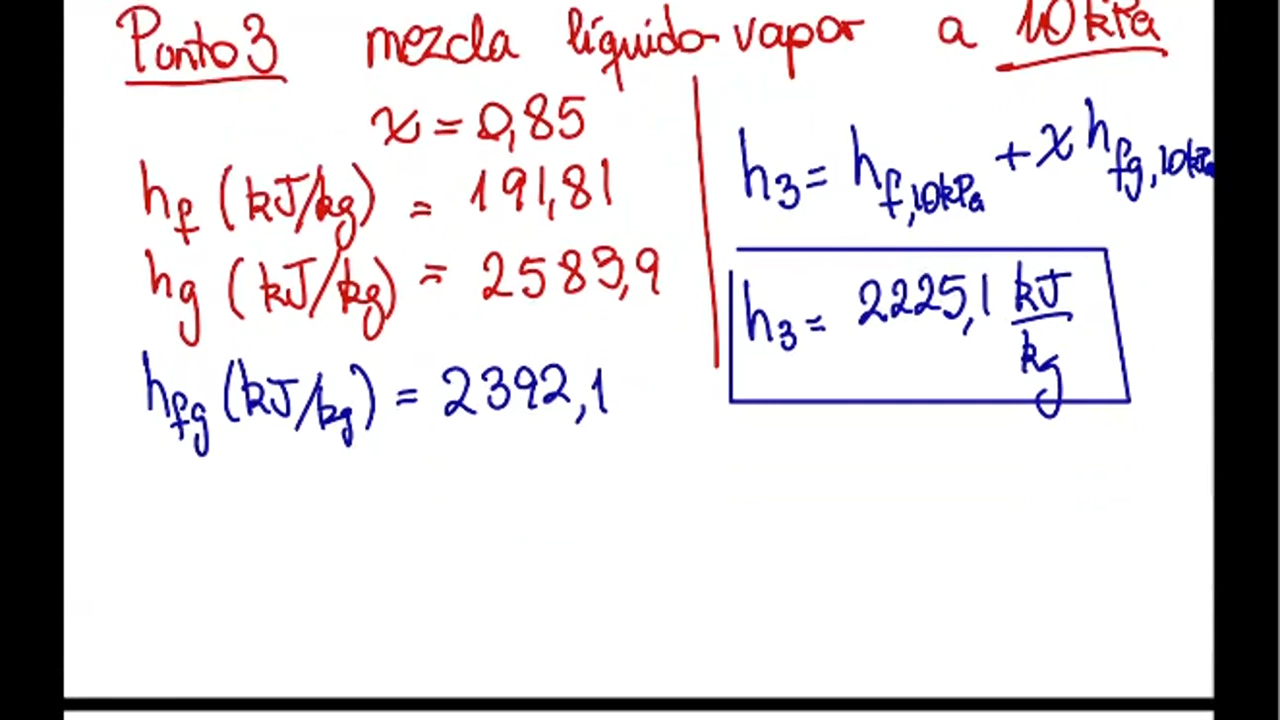 Punto 3 mezcla líquido-vapor a 10 kPa
x = 0,85
hf (kJ/kg) = 191,81
hg (kJ/kg) = 2583,9
hfg (kJ/kg) = 2392,1
h3 = hf,10kPa + x hfg,10kPa
h3 = 2225,1 kJ/kg